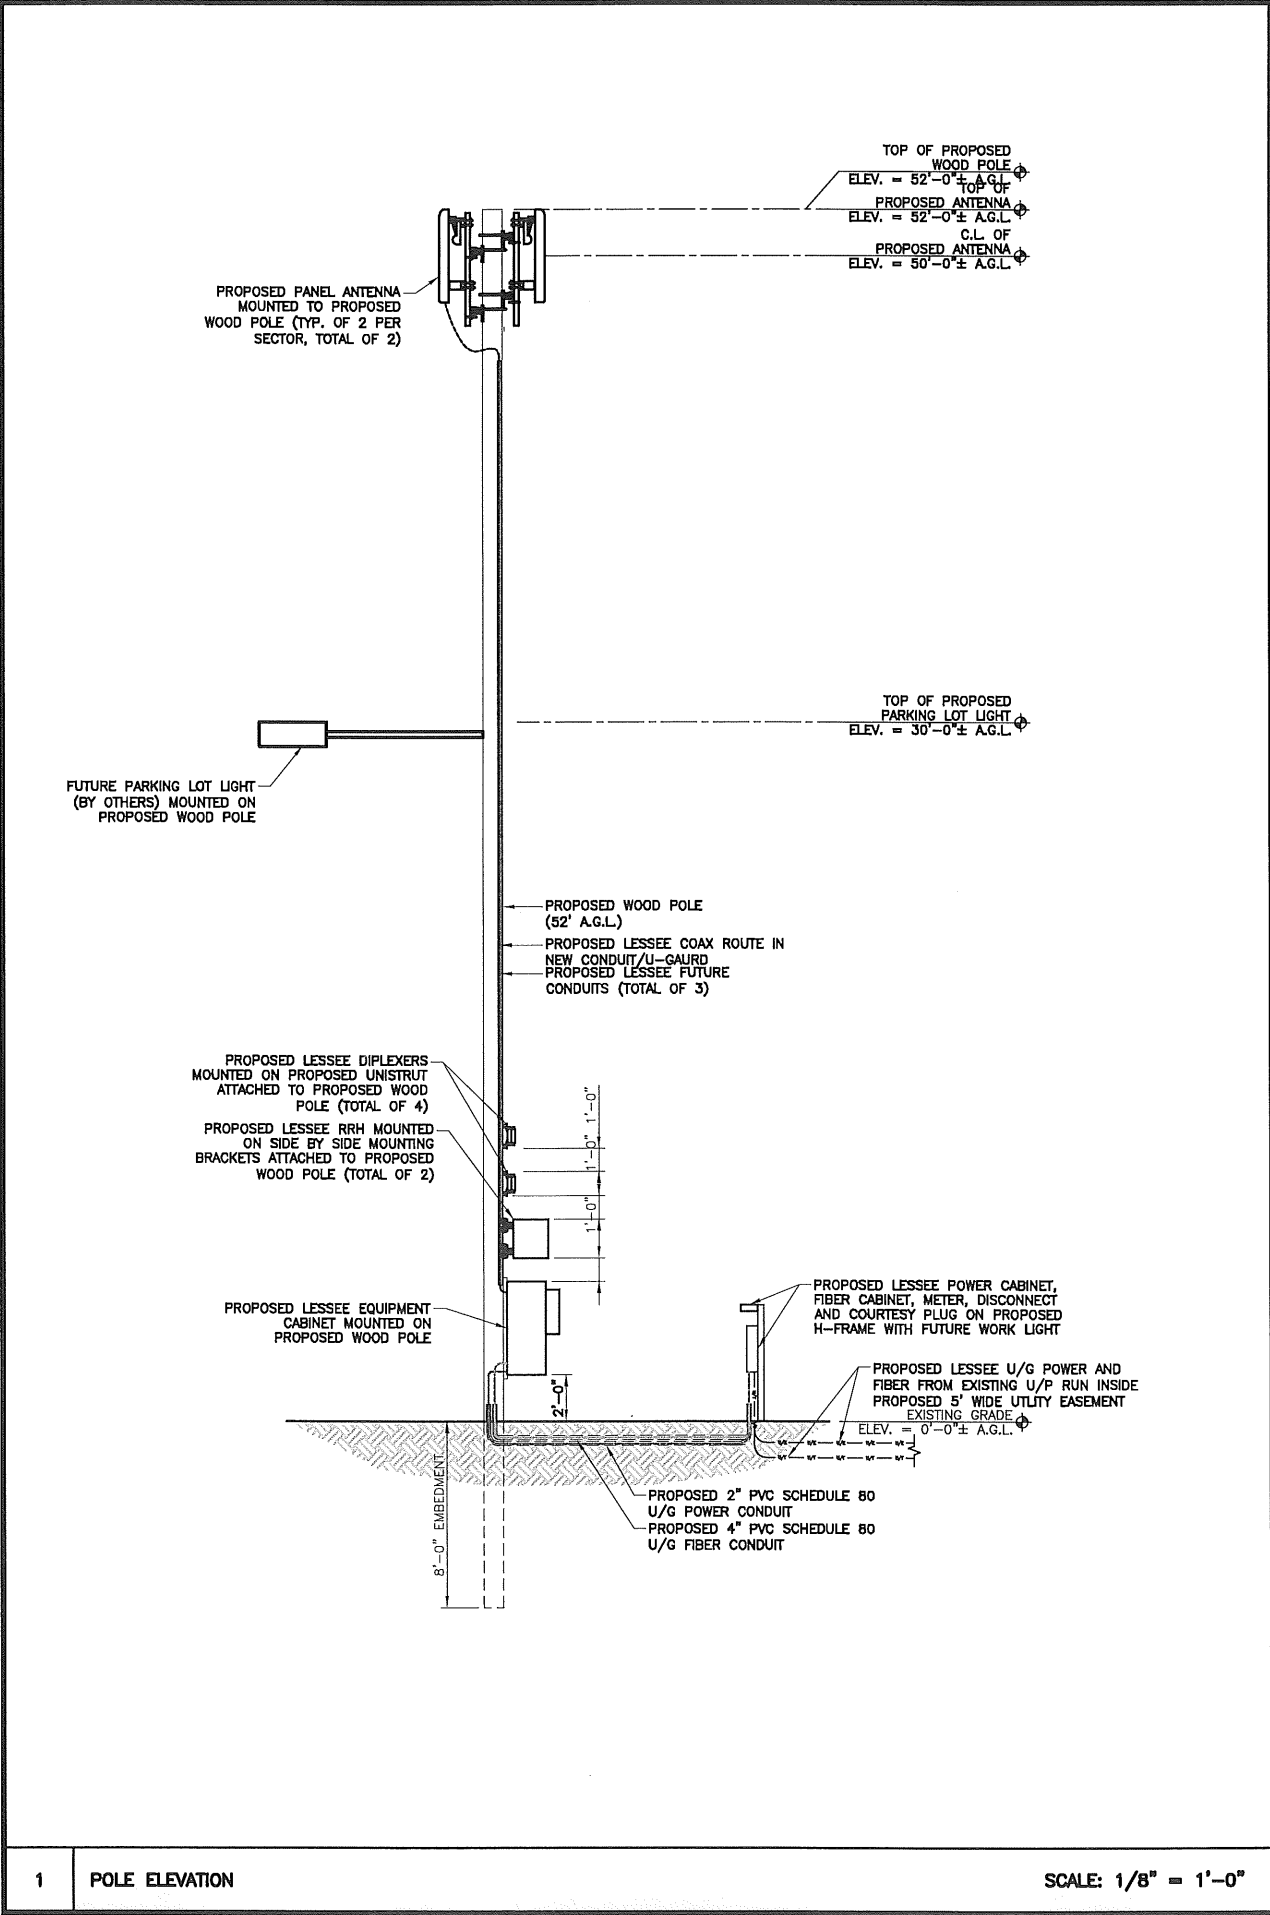 TOP OF PROPOSED
WOOD POLE
ELEV. = 52'-0"± A.G.L.
TOP OF
PROPOSED ANTENNA
ELEV. = 52'-0"± A.G.L.
C.L. OF
PROPOSED ANTENNA
ELEV. = 50'-0"± A.G.L.
PROPOSED PANEL ANTENNA
MOUNTED TO PROPOSED
WOOD POLE (TYP. OF 2 PER
SECTOR, TOTAL OF 2)
TOP OF PROPOSED
PARKING LOT LIGHT
ELEV. = 30'-0"± A.G.L.
FUTURE PARKING LOT LIGHT
(BY OTHERS) MOUNTED ON
PROPOSED WOOD POLE
PROPOSED WOOD POLE
(52' A.G.L.)
PROPOSED LESSEE COAX ROUTE IN
NEW CONDUIT/U-GAURD
PROPOSED LESSEE FUTURE
CONDUITS (TOTAL OF 3)
PROPOSED LESSEE DIPLEXERS
MOUNTED ON PROPOSED UNISTRUT
ATTACHED TO PROPOSED WOOD
POLE (TOTAL OF 4)
PROPOSED LESSEE RRH MOUNTED
ON SIDE BY SIDE MOUNTING
BRACKETS ATTACHED TO PROPOSED
WOOD POLE (TOTAL OF 2)
1'-0"
1'-0"
1'-0"
PROPOSED LESSEE EQUIPMENT
CABINET MOUNTED ON
PROPOSED WOOD POLE
PROPOSED LESSEE POWER CABINET,
FIBER CABINET, METER, DISCONNECT
AND COURTESY PLUG ON PROPOSED
H-FRAME WITH FUTURE WORK LIGHT
2'-0"
PROPOSED LESSEE U/G POWER AND
FIBER FROM EXISTING U/P RUN INSIDE
PROPOSED 5' WIDE UTLITY EASEMENT
EXISTING GRADE
ELEV. = 0'-0"± A.G.L.
8'-0" EMBEDMENT
PROPOSED 2" PVC SCHEDULE 80
U/G POWER CONDUIT
PROPOSED 4" PVC SCHEDULE 80
U/G FIBER CONDUIT
1 POLE ELEVATION
SCALE: 1/8" = 1'-0"